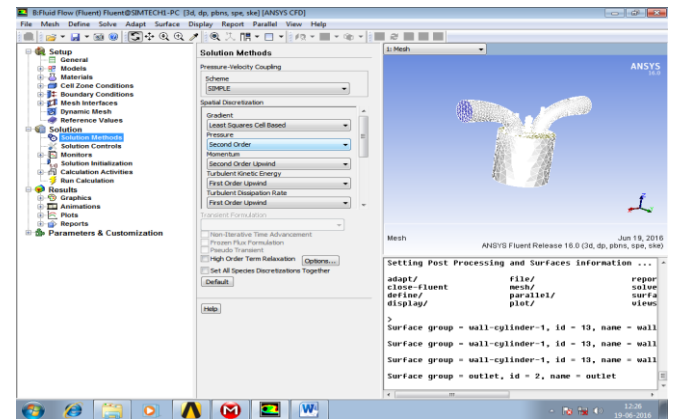 B:Fluid Flow (Fluent) Fluent@SIMTECH1-PC [3d, dp, pbns, spe, ske] [ANSYS CFD]
File Mesh Define Solve Adapt Surface Display Report Parallel View Help
Setup
General
Models
Materials
Cell Zone Conditions
Boundary Conditions
Mesh Interfaces
Dynamic Mesh
Reference Values
Solution
Solution Methods
Solution Controls
Monitors
Solution Initialization
Calculation Activities
Run Calculation
Results
Graphics
Animations
Plots
Reports
Parameters & Customization
Solution Methods
Pressure-Velocity Coupling
Scheme
SIMPLE
Spatial Discretization
Gradient
Least Squares Cell Based
Pressure
Second Order
Momentum
Second Order Upwind
Turbulent Kinetic Energy
First Order Upwind
Turbulent Dissipation Rate
First Order Upwind
Transient Formulation
Non-Iterative Time Advancement
Frozen Flux Formulation
Pseudo Transient
High Order Term Relaxation Options...
Set All Species Discretizations Together
Default
Help
1: Mesh
ANSYS
16.0
Mesh
Jun 19, 2016
ANSYS Fluent Release 16.0 (3d, dp, pbns, spe, ske)
Setting Post Processing and Surfaces information ...
adapt/ file/ repor
close-fluent mesh/ solve
define/ parallel/ surfa
display/ plot/ views
>
Surface group = wall-cylinder-1, id = 13, name = wall
Surface group = wall-cylinder-1, id = 13, name = wall
Surface group = wall-cylinder-1, id = 13, name = wall
Surface group = outlet, id = 2, name = outlet
12:26
19-06-2016